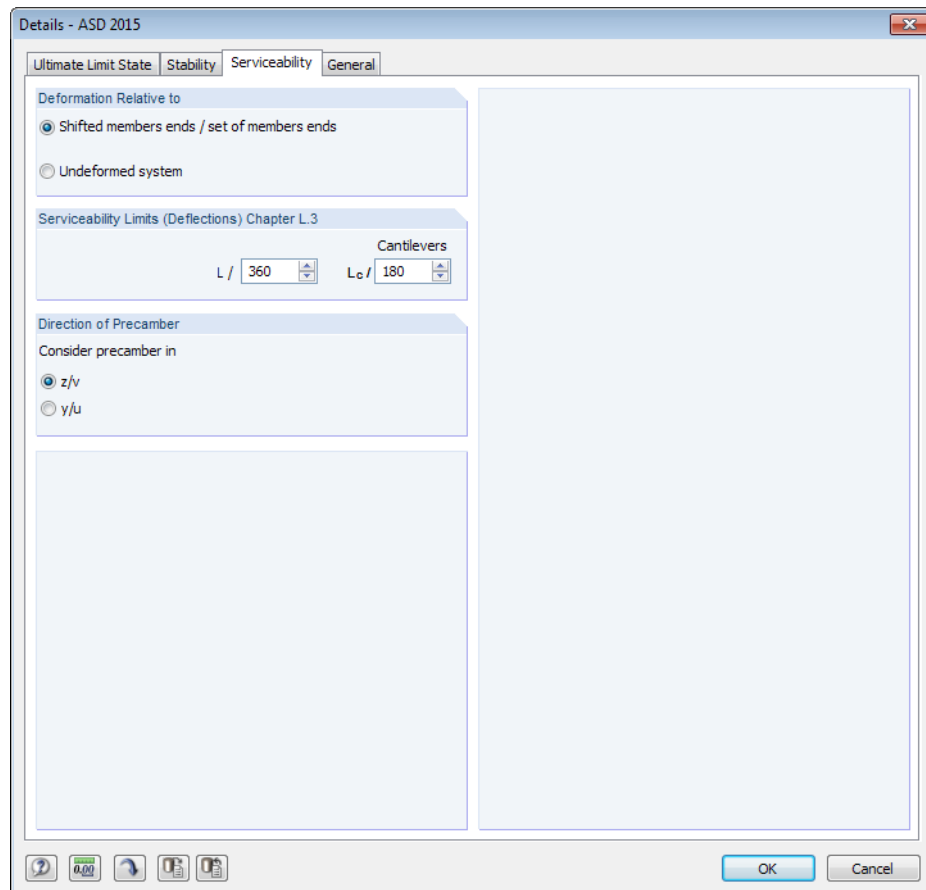 Details - ASD 2015
Ultimate Limit State Stability Serviceability General
Deformation Relative to
Shifted members ends / set of members ends
Undeformed system
Serviceability Limits (Deflections) Chapter L.3
Cantilevers
L / 360 Lc / 180
Direction of Precamber
Consider precamber in
z/v
y/u
0.00 OK Cancel